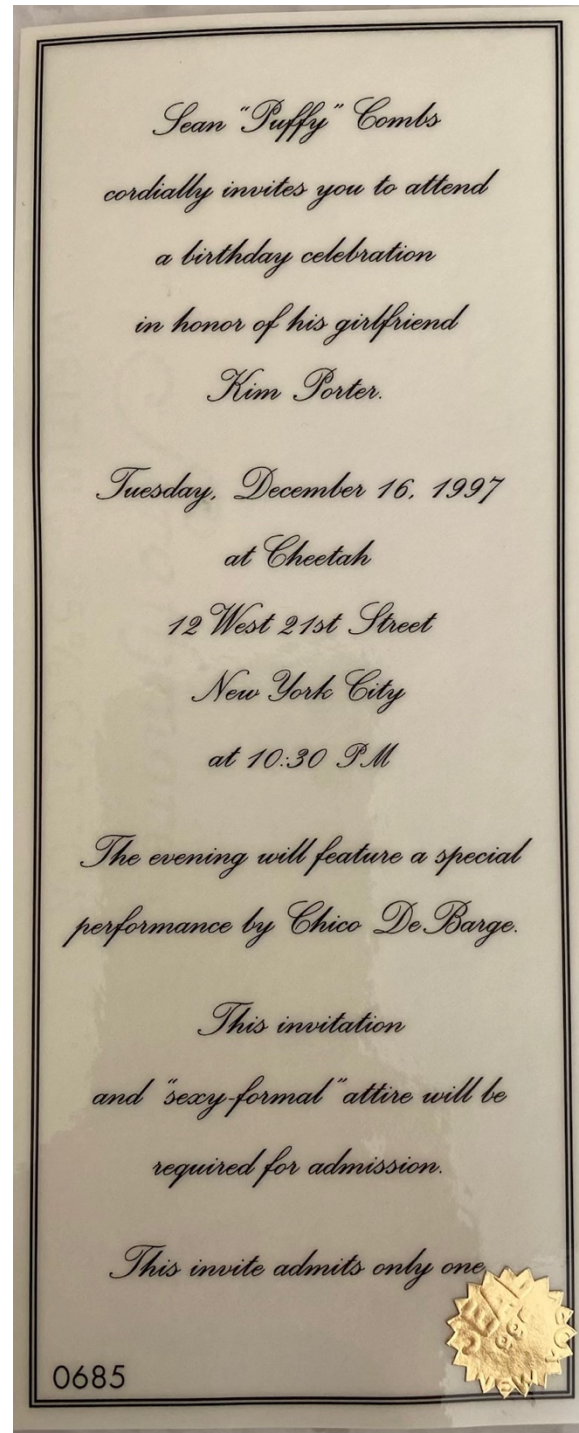 Sean "Puffy" Combs
cordially invites you to attend
a birthday celebration
in honor of his girlfriend
Kim Porter.
Tuesday, December 16, 1997
at Cheetah
12 West 21st Street
New York City
at 10:30 PM
The evening will feature a special
performance by Chico DeBarge.
This invitation
and "sexy-formal" attire will be
required for admission.
This invite admits only one
SEAL
0685